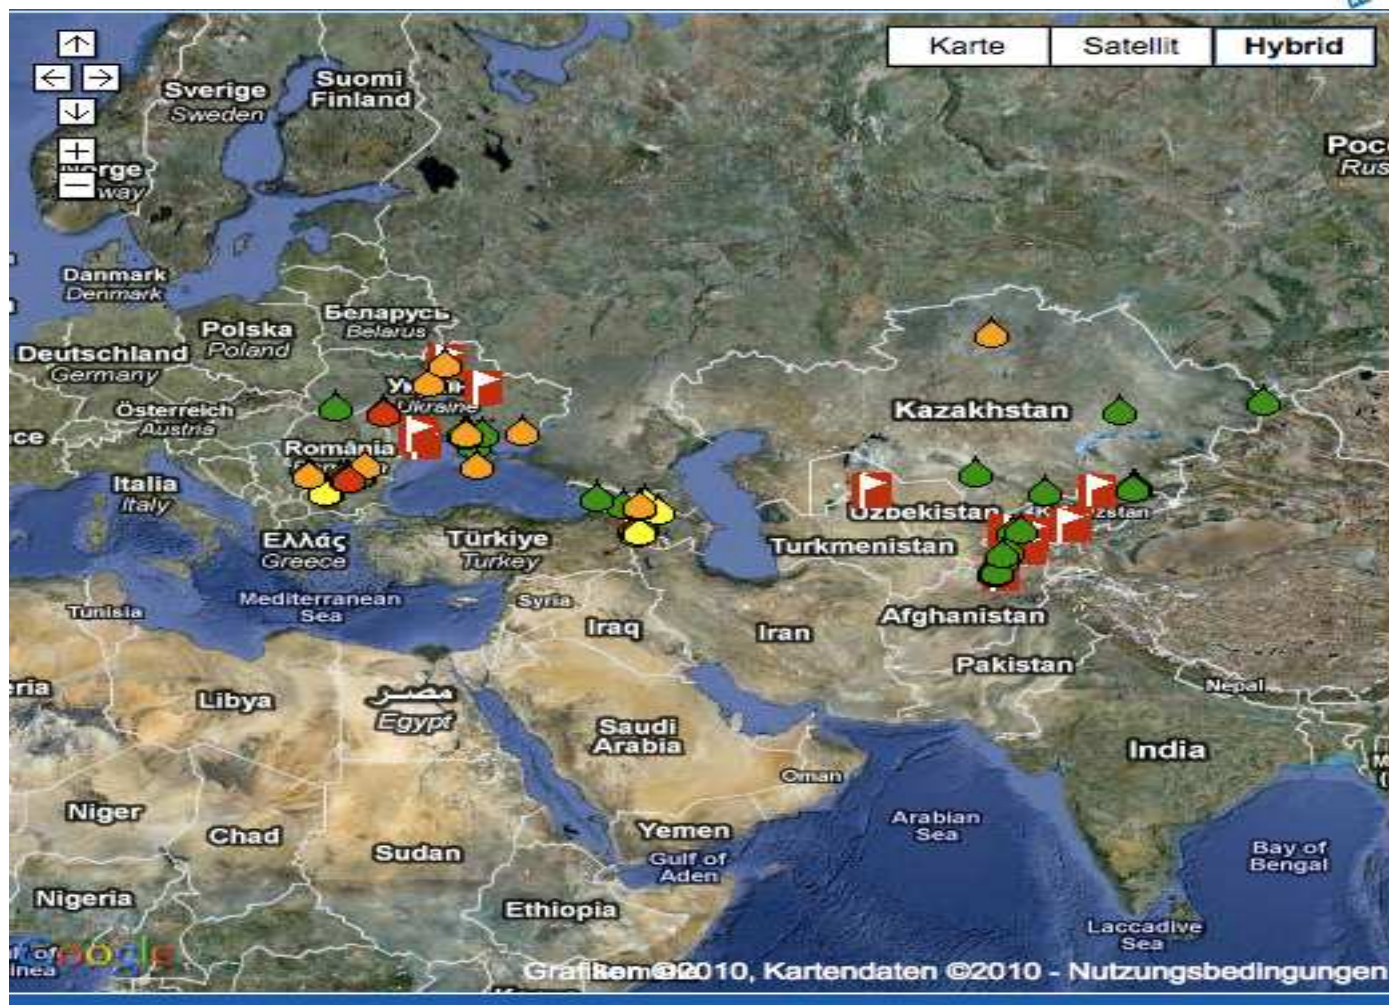 Karte Satellit Hybrid
Suomi
Finland
Sverige
Sweden
Danmark
Denmark
Беларусь
Belarus
Polska
Poland
Deutschland
Germany
Ukraine
Österreich
Austria
Kazakhstan
România
Italia
Italy
Uzbekistan
Ελλάς
Greece
Türkiye
Turkey
Turkmenistan
Mediterranean
Sea
Tunisia
Syria
Iraq
Iran
Afghanistan
Pakistan
Nepal
Libya
مصر
Egypt
Saudi
Arabia
India
Oman
Niger
Chad
Sudan
Yemen
Gulf of
Aden
Arabian
Sea
Bay of
Bengal
Nigeria
Ethiopia
Laccadive
Sea
Google
©2010, Kartendaten ©2010 - Nutzungsbedingungen